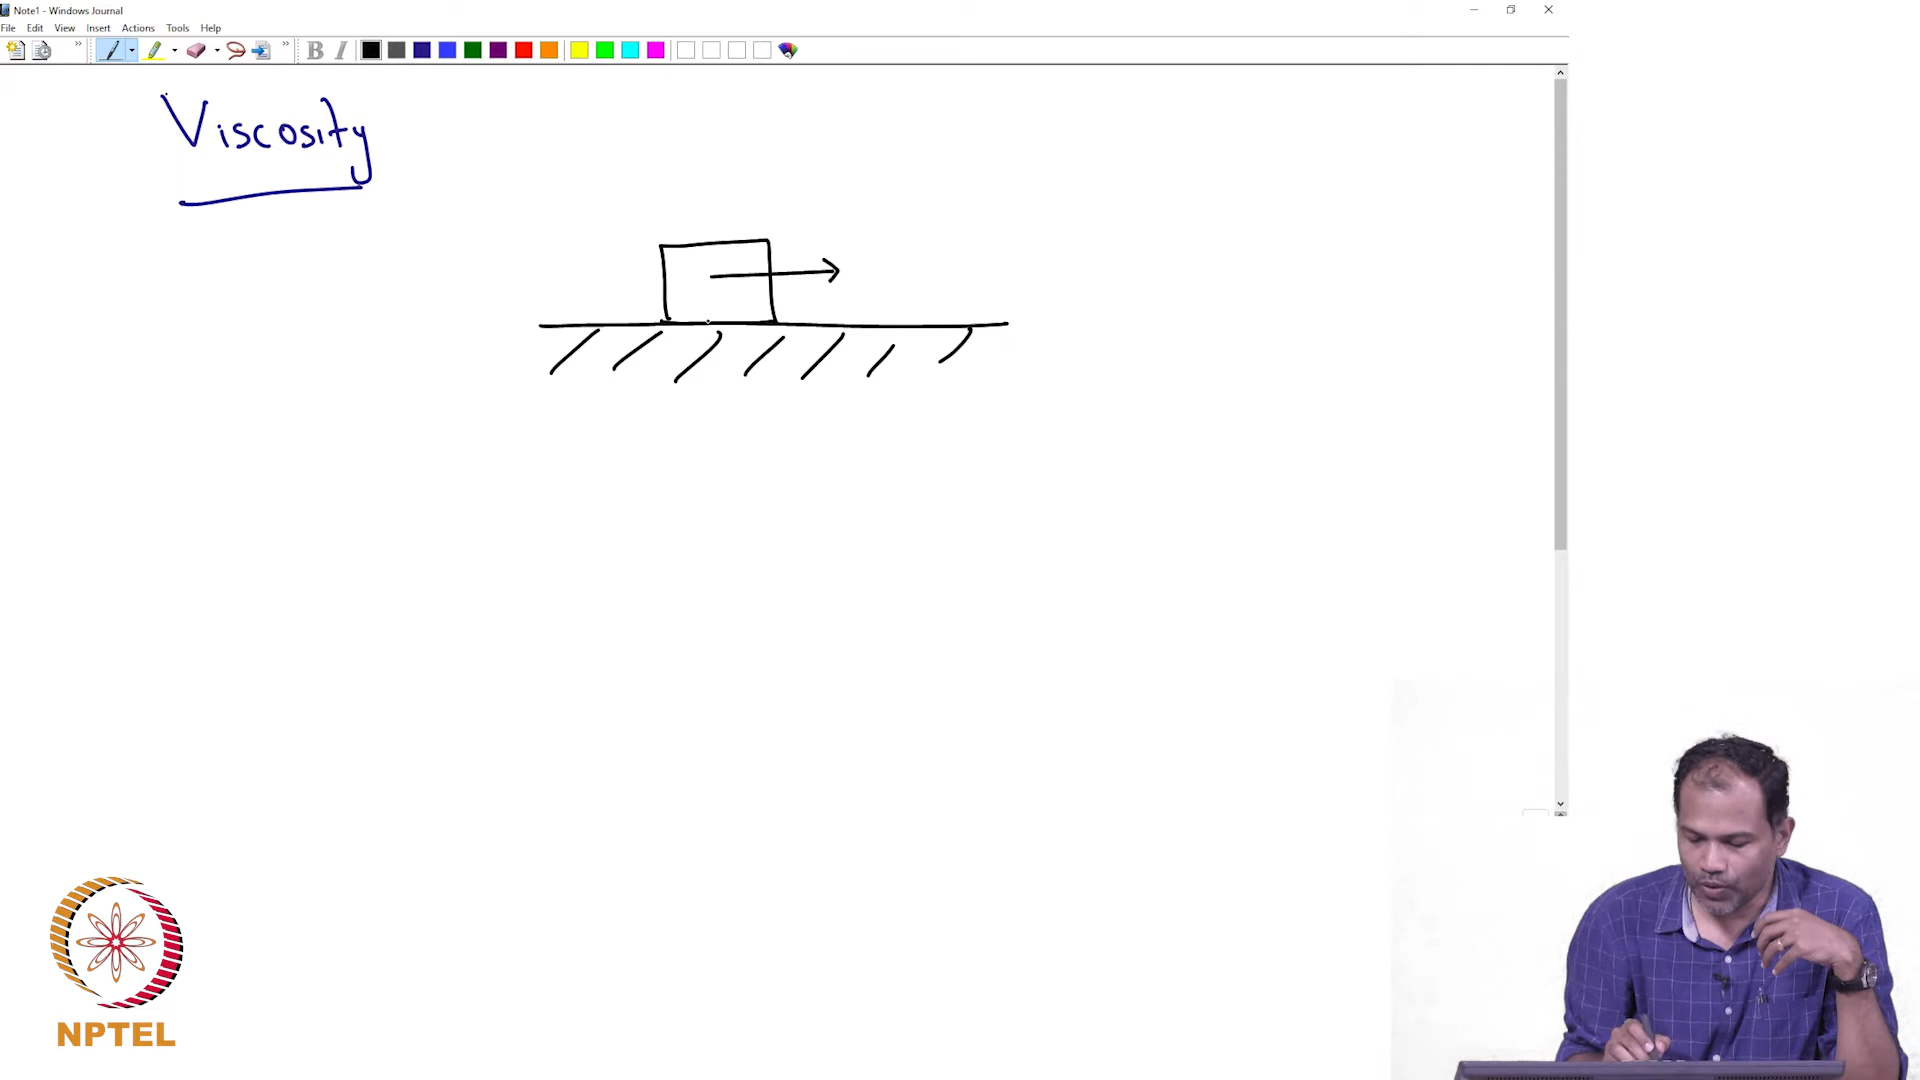 Note1 - Windows Journal
File Edit View Insert Actions Tools Help
B I
Viscosity
NPTEL